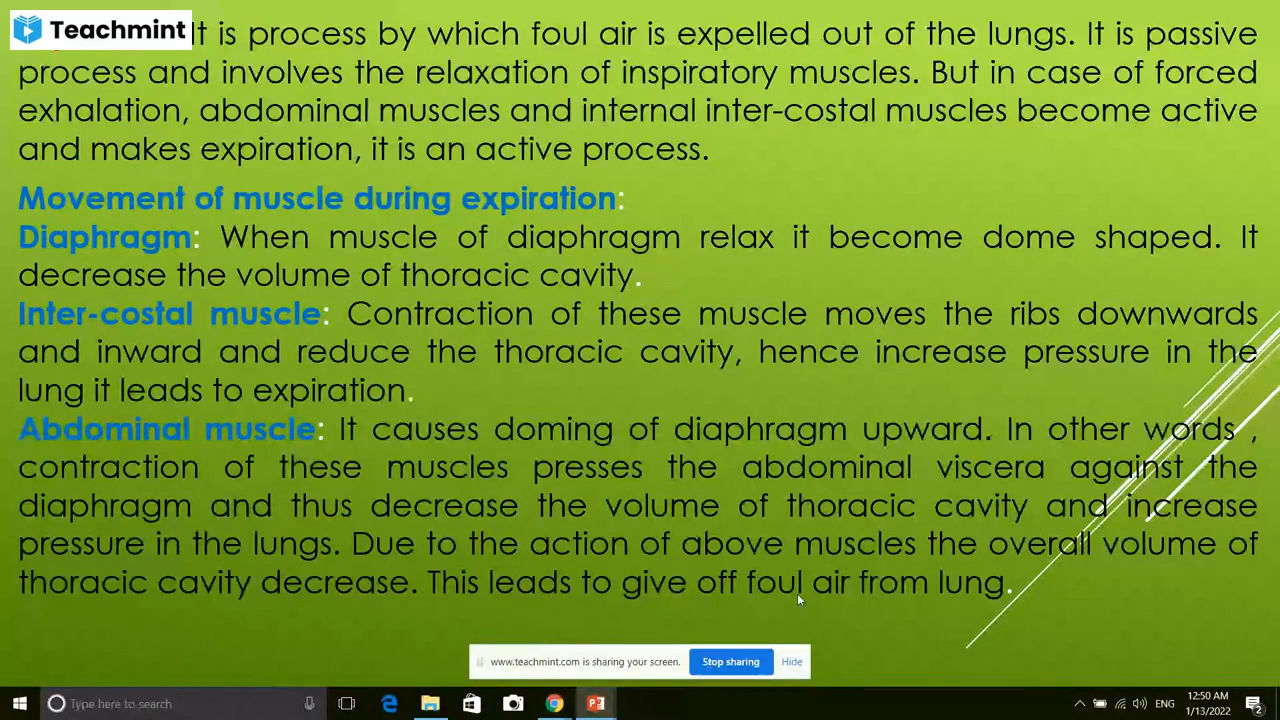 Teachmint
It is process by which foul air is expelled out of the lungs. It is passive
process and involves the relaxation of inspiratory muscles. But in case of forced
exhalation, abdominal muscles and internal inter-costal muscles become active
and makes expiration, it is an active process.
Movement of muscle during expiration:
Diaphragm: When muscle of diaphragm relax it become dome shaped. It
decrease the volume of thoracic cavity.
Inter-costal muscle: Contraction of these muscle moves the ribs downwards
and inward and reduce the thoracic cavity, hence increase pressure in the
lung it leads to expiration.
Abdominal muscle: It causes doming of diaphragm upward. In other words ,
contraction of these muscles presses the abdominal viscera against the
diaphragm and thus decrease the volume of thoracic cavity and increase
pressure in the lungs. Due to the action of above muscles the overall volume of
thoracic cavity decrease. This leads to give off foul air from lung.
www.teachmint.com is sharing your screen. Stop sharing Hide
Type here to search
ENG
12:50 AM
1/13/2022
2